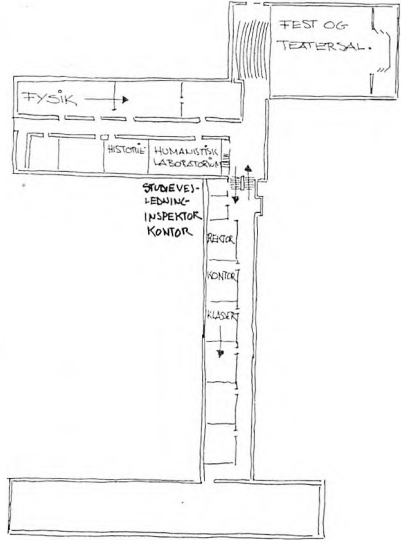 FEST OG
TEATERSAL.
FYSIK
HISTORIE
HUMANISTISK
LABORATORIUM
STUDIEVEJ-
LEDNING-
INSPEKTOR
KONTOR
REKTOR
KONTOR
KLASSER